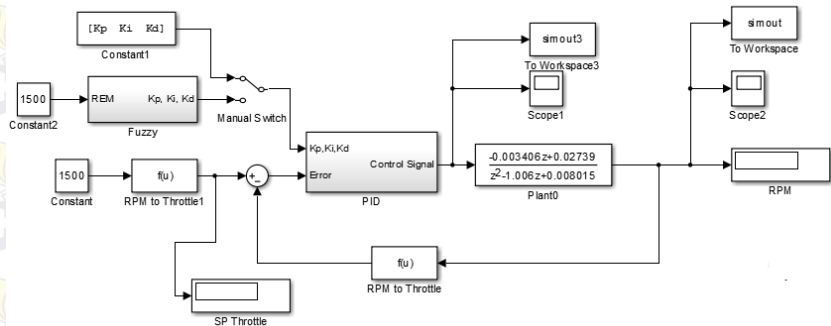 [Kp Ki Kd]
Constant1
simout3
To Workspace3
simout
To Workspace
1500
Constant2
REM
Kp, Ki, Kd
Fuzzy
Manual Switch
Scope1
Scope2
Kp,Ki,Kd
Error
Control Signal
PID
-0.003406z+0.02739
z2-1.006z+0.008015
Plant0
RPM
1500
Constant
f(u)
RPM to Throttle1
+
-
f(u)
RPM to Throttle
SP Throttle